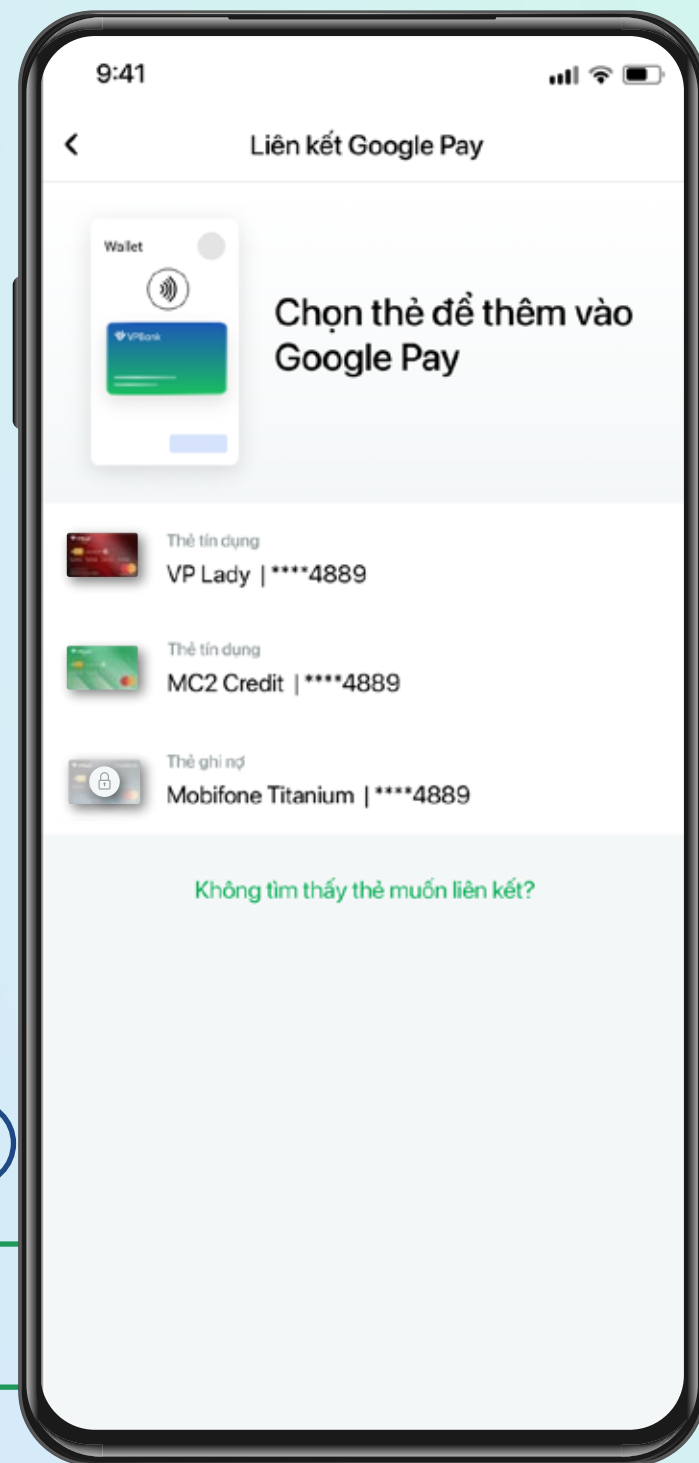 9:41
Liên kết Google Pay
Wallet
VPBank
Chọn thẻ để thêm vào
Google Pay
Thẻ tín dụng
VP Lady | ****4889
Thẻ tín dụng
MC2 Credit | ****4889
Thẻ ghi nợ
Mobifone Titanium | ****4889
Không tìm thấy thẻ muốn liên kết?